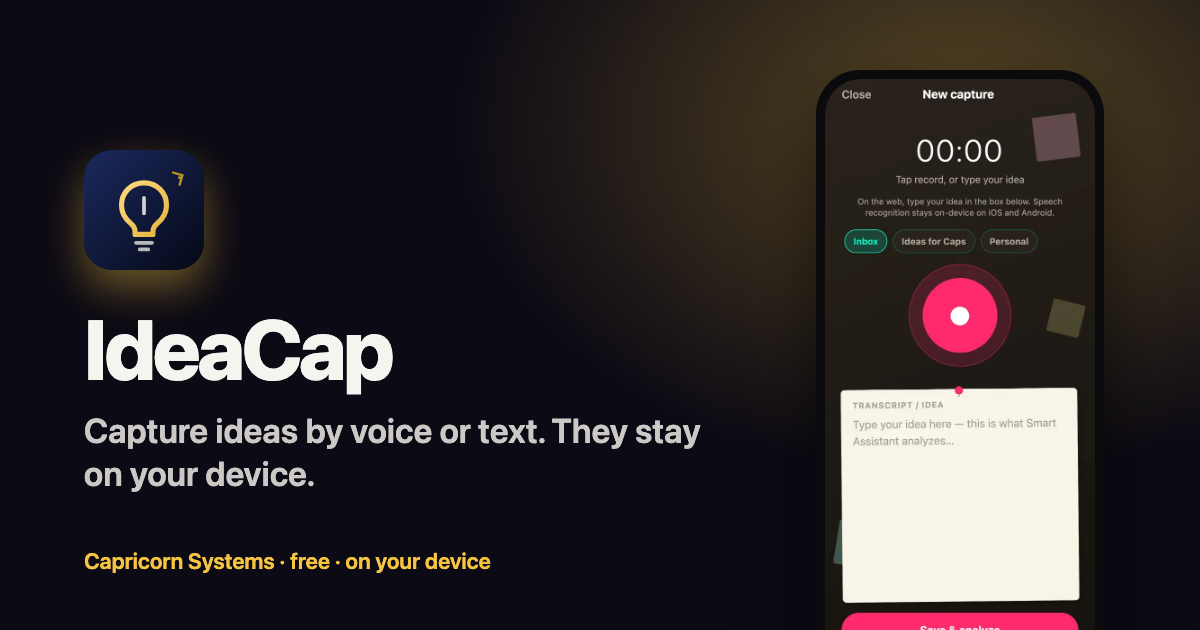 IdeaCap
Capture ideas by voice or text. They stay
on your device.
Capricorn Systems · free · on your device
Close
New capture
00:00
Tap record, or type your idea
On the web, type your idea in the box below. Speech
recognition stays on-device on iOS and Android.
Inbox
Ideas for Caps
Personal
TRANSCRIPT / IDEA
Type your idea here — this is what Smart
Assistant analyzes...
Save & analyze